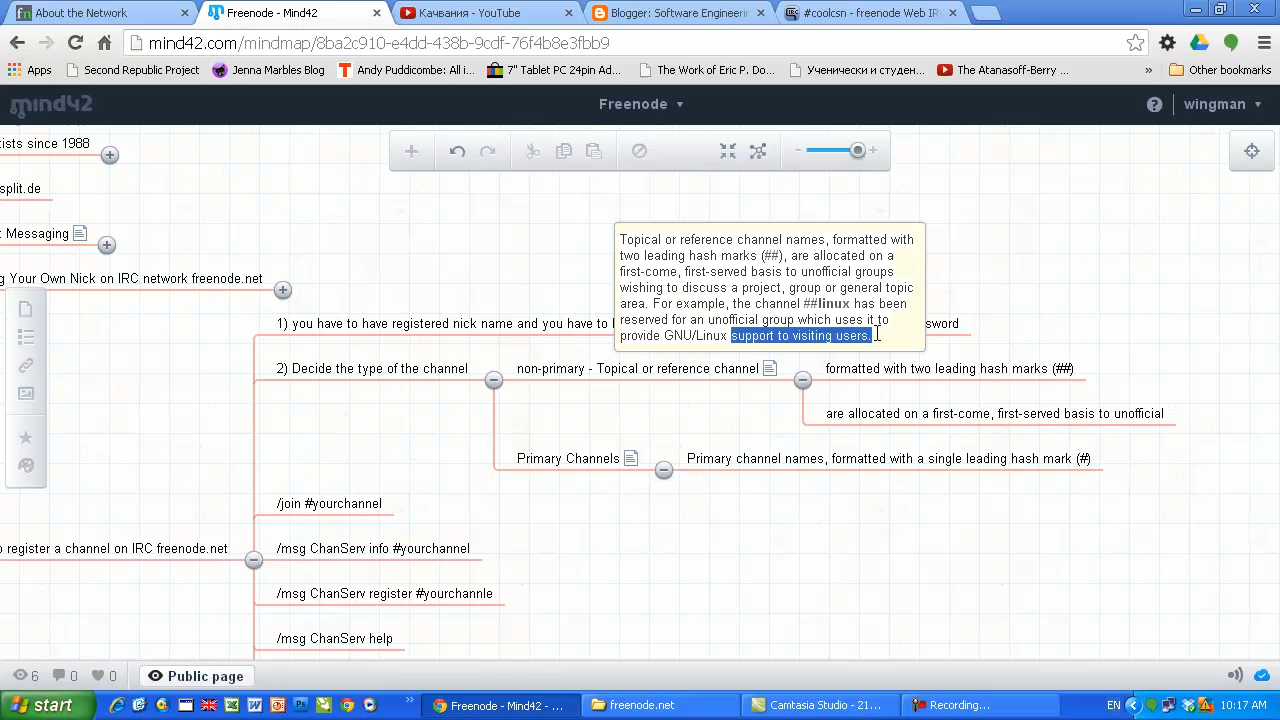 About the Network
Freenode - Mind42
Качвания - YouTube
Blogger: Software Engineeri
#coolsn - freenode Web IR
mind42.com/mindmap/8ba2c910-e4dd-438b-9cdf-76f4b8e3fbb9
Apps
Second Republic Project
Jenna Marbles Blog
Andy Puddicombe: All i...
7" Tablet PC 24pin Ad...
The Work of Eric P. Do...
Ученически и студен...
The Atanasoff-Berry ...
»
Other bookmarks
mind42
Freenode
wingman
tists since 1988
split.de
t Messaging
g Your Own Nick on IRC network freenode.net
Topical or reference channel names, formatted with
two leading hash marks (##), are allocated on a
first-come, first-served basis to unofficial groups
wishing to discuss a project, group or general topic
area. For example, the channel ##linux has been
reserved for an unofficial group which uses it to
provide GNU/Linux support to visiting users.
1) you have to have registered nick name and you have to sword
2) Decide the type of the channel
non-primary - Topical or reference channel
formatted with two leading hash marks (##)
are allocated on a first-come, first-served basis to unofficial
Primary Channels
Primary channel names, formatted with a single leading hash mark (#)
/join #yourchannel
o register a channel on IRC freenode.net
/msg ChanServ info #yourchannel
/msg ChanServ register #yourchannle
/msg ChanServ help
6
0
0
Public page
start
»
Freenode - Mind42 - ...
freenode.net
Camtasia Studio - 21...
Recording...
EN
10:17 AM